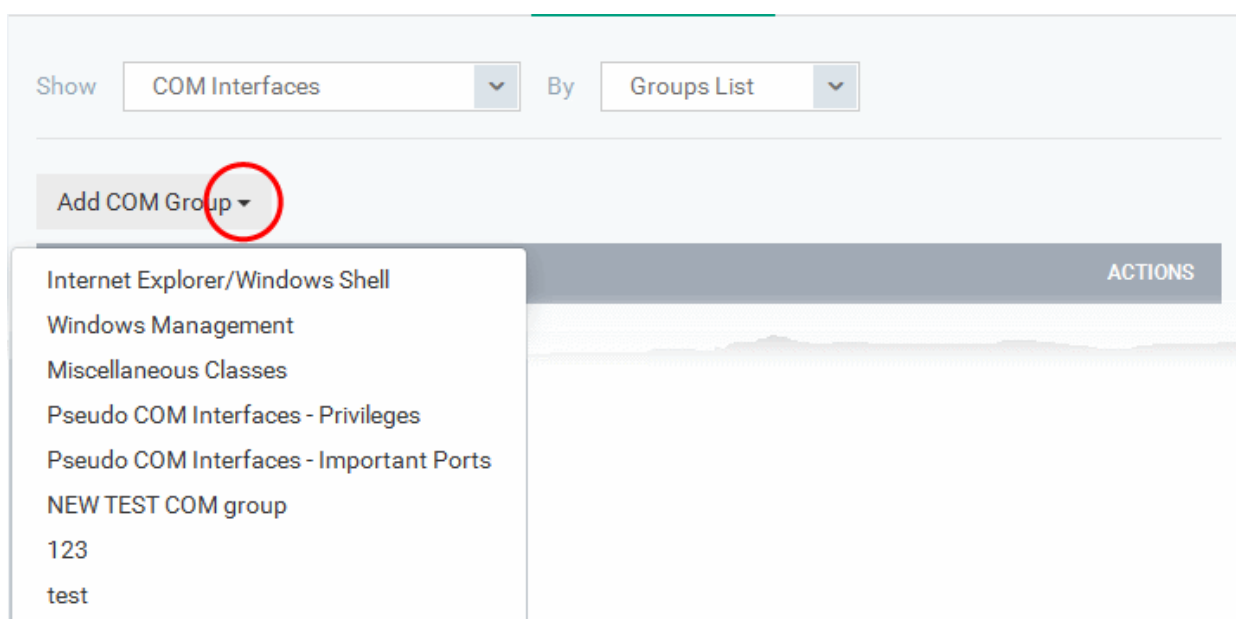 Show COM Interfaces By Groups List
Add COM Group
ACTIONS
Internet Explorer/Windows Shell
Windows Management
Miscellaneous Classes
Pseudo COM Interfaces - Privileges
Pseudo COM Interfaces - Important Ports
NEW TEST COM group
123
test